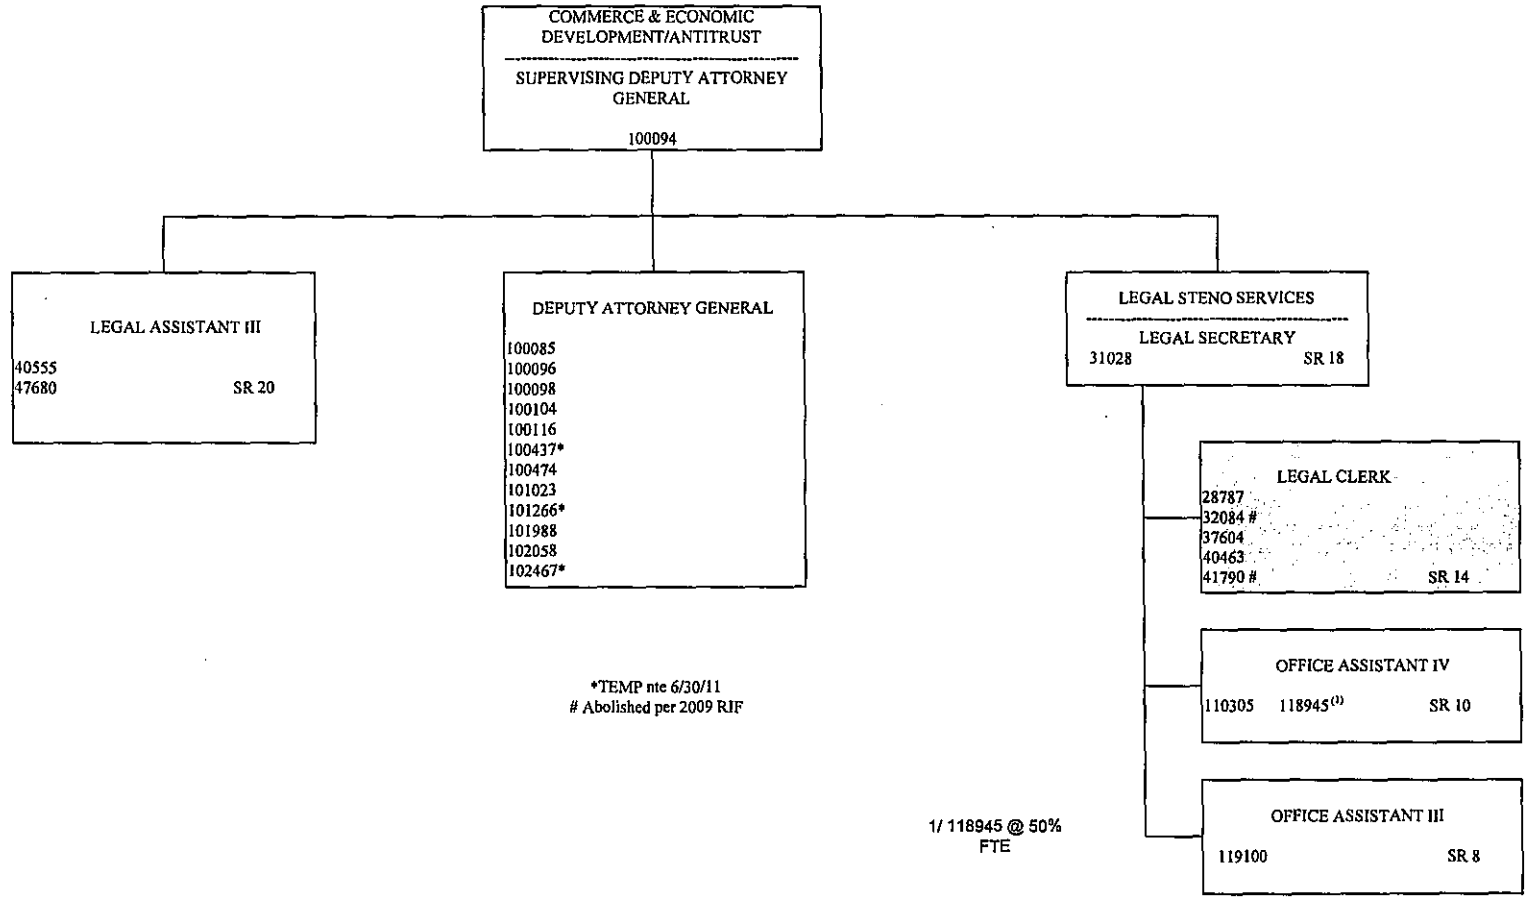 COMMERCE & ECONOMIC
DEVELOPMENT/ANTITRUST
SUPERVISING DEPUTY ATTORNEY
GENERAL
100094
LEGAL ASSISTANT III
40555
47680 SR 20
DEPUTY ATTORNEY GENERAL
100085
100096
100098
100104
100116
100437*
100474
101023
101266*
101988
102058
102467*
LEGAL STENO SERVICES
LEGAL SECRETARY
31028 SR 18
LEGAL CLERK
28787
32084 #
37604
40463
41790 # SR 14
OFFICE ASSISTANT IV
110305 118945(1) SR 10
OFFICE ASSISTANT III
119100 SR 8
*TEMP nte 6/30/11
# Abolished per 2009 RIF
1/ 118945 @ 50%
FTE